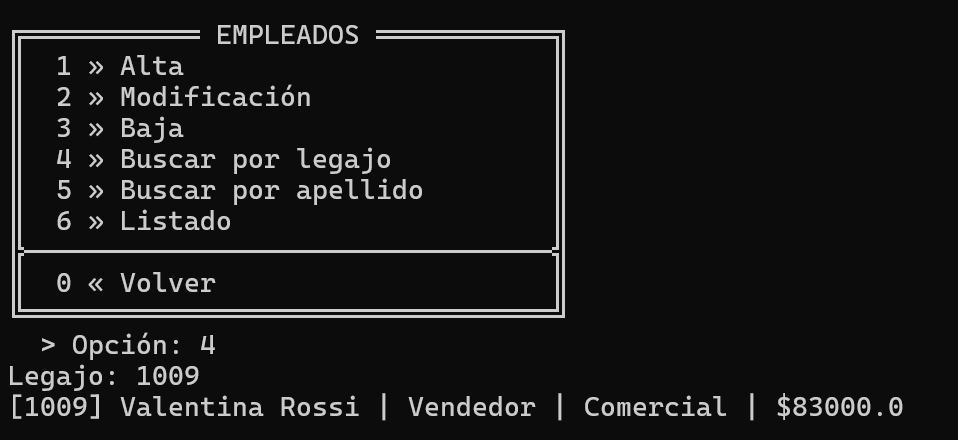 EMPLEADOS
1 » Alta
2 » Modificación
3 » Baja
4 » Buscar por legajo
5 » Buscar por apellido
6 » Listado
0 « Volver
> Opción: 4
Legajo: 1009
[1009] Valentina Rossi | Vendedor | Comercial | $83000.0